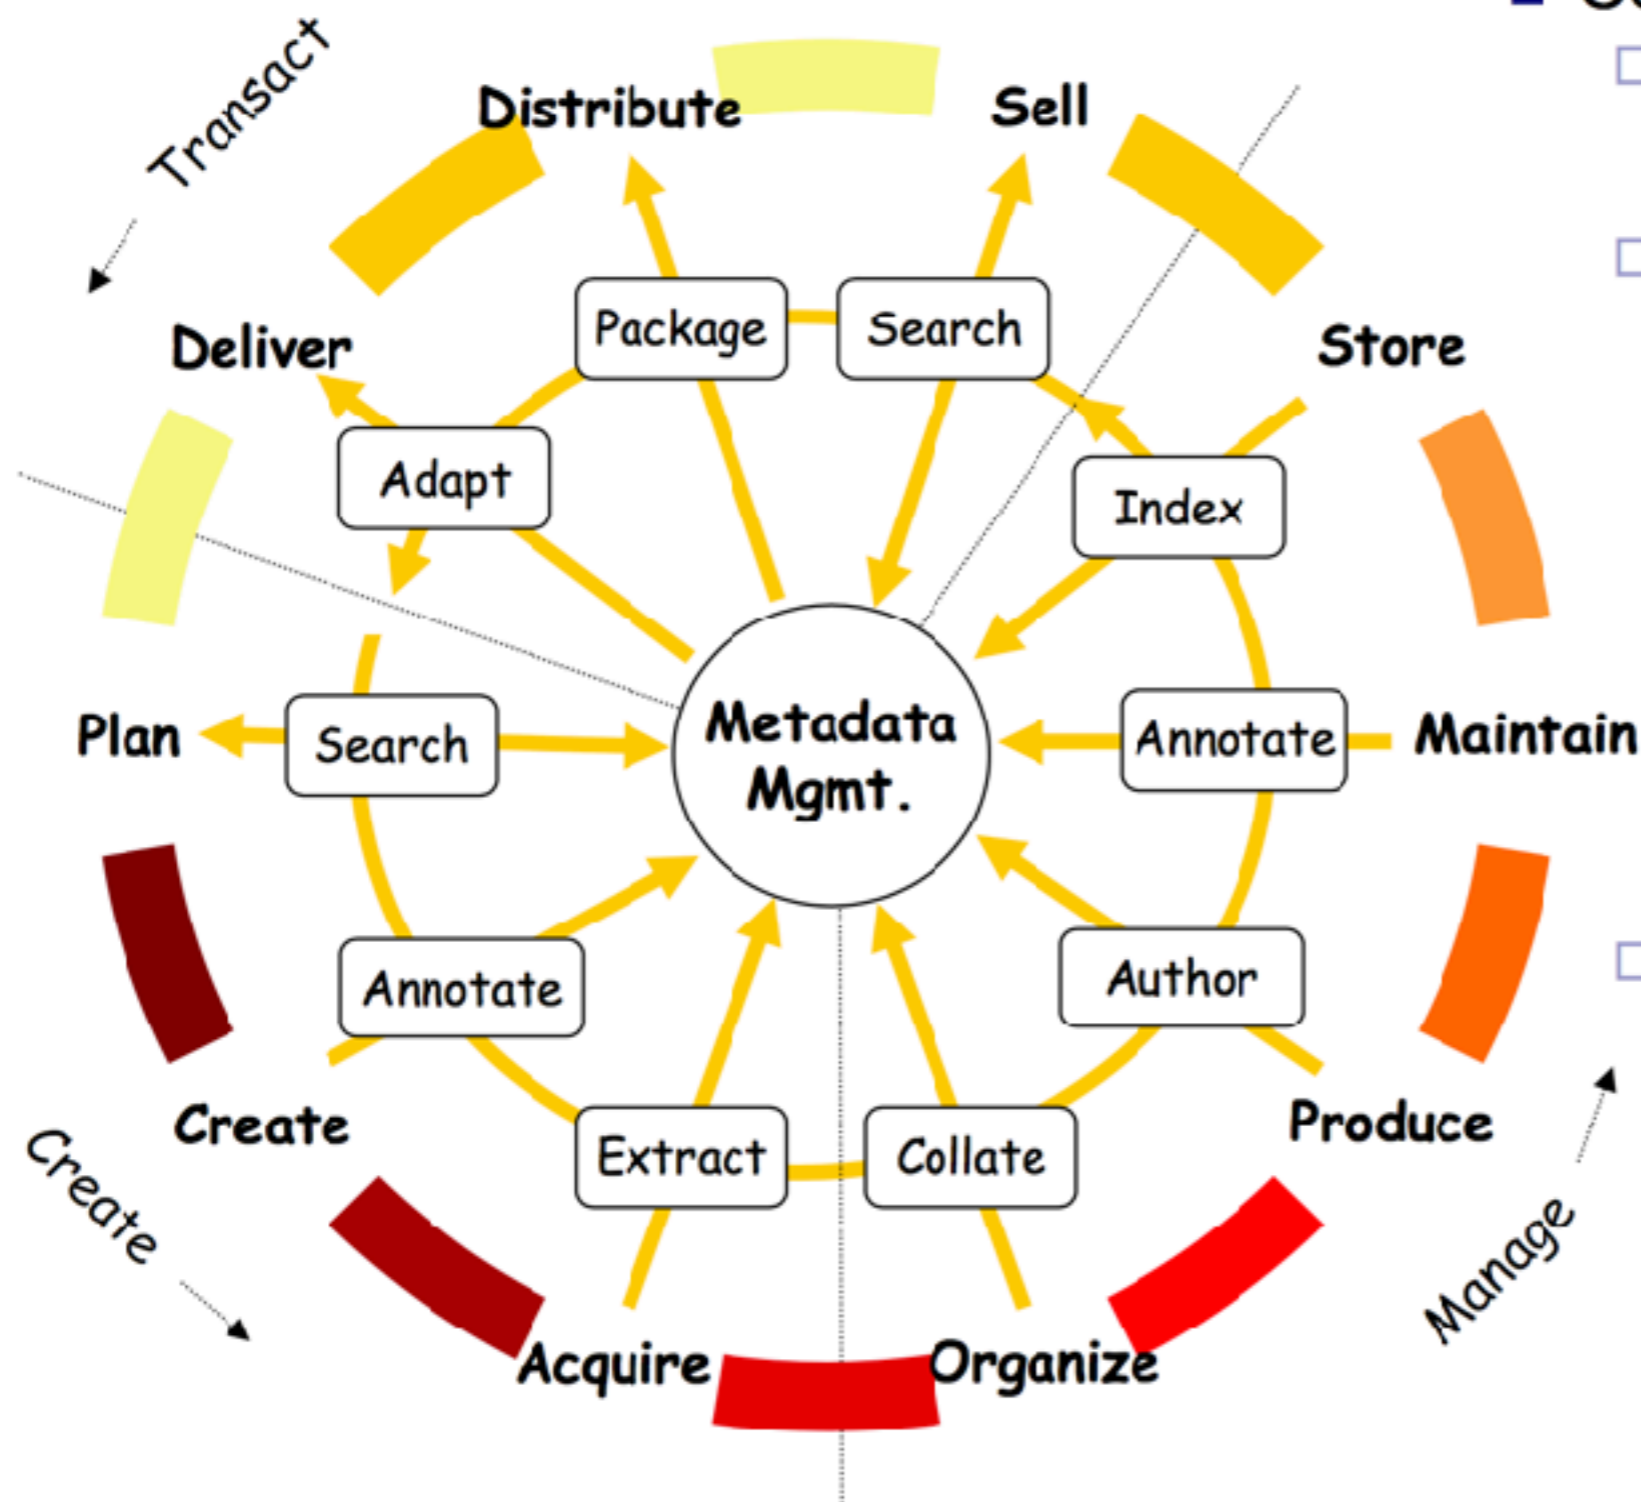 Transact
Distribute
Sell
Package
Search
Deliver
Store
Adapt
Index
Plan
Search
Metadata
Mgmt.
Annotate
Maintain
Annotate
Author
Create
Create
Extract
Collate
Produce
Manage
Acquire
Organize